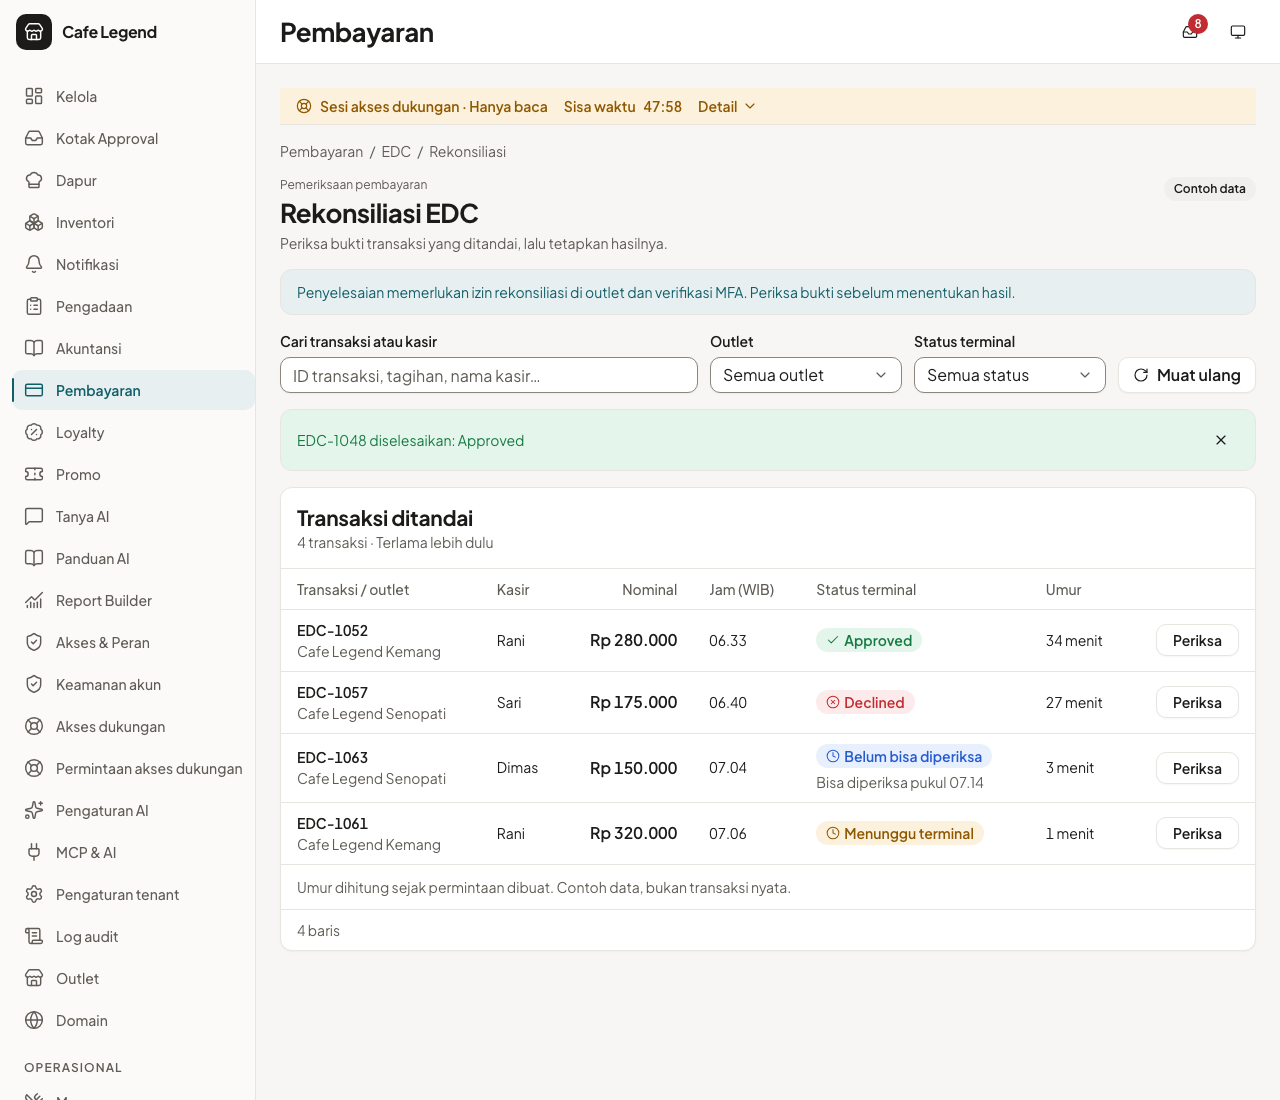 Cafe Legend
Kelola
Kotak Approval
Dapur
Inventori
Notifikasi
Pengadaan
Akuntansi
Pembayaran
Loyalty
Promo
Tanya AI
Panduan AI
Report Builder
Akses & Peran
Keamanan akun
Akses dukungan
Permintaan akses dukungan
Pengaturan AI
MCP & AI
Pengaturan tenant
Log audit
Outlet
Domain
OPERASIONAL
Pembayaran
8
Sesi akses dukungan · Hanya baca Sisa waktu 47:58 Detail
Pembayaran / EDC / Rekonsiliasi
Pemeriksaan pembayaran
Contoh data
Rekonsiliasi EDC
Periksa bukti transaksi yang ditandai, lalu tetapkan hasilnya.
Penyelesaian memerlukan izin rekonsiliasi di outlet dan verifikasi MFA. Periksa bukti sebelum menentukan hasil.
Cari transaksi atau kasir Outlet Status terminal
ID transaksi, tagihan, nama kasir... Semua outlet Semua status Muat ulang
EDC-1048 diselesaikan: Approved
Transaksi ditandai
4 transaksi · Terlama lebih dulu
Transaksi / outlet Kasir Nominal Jam (WIB) Status terminal Umur
EDC-1052
Cafe Legend Kemang
Rani Rp 280.000 06.33 Approved 34 menit Periksa
EDC-1057
Cafe Legend Senopati
Sari Rp 175.000 06.40 Declined 27 menit Periksa
EDC-1063
Cafe Legend Senopati
Dimas Rp 150.000 07.04 Belum bisa diperiksa 3 menit Periksa
Bisa diperiksa pukul 07.14
EDC-1061
Cafe Legend Kemang
Rani Rp 320.000 07.06 Menunggu terminal 1 menit Periksa
Umur dihitung sejak permintaan dibuat. Contoh data, bukan transaksi nyata.
4 baris